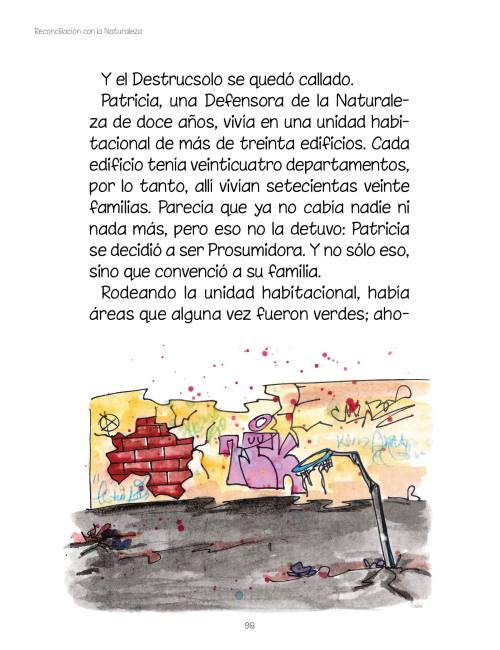 Reconciliación con la Naturaleza
Y el Destrucsolo se quedó callado.
Patricia, una Defensora de la Naturale-
za de doce años, vivía en una unidad habi-
tacional de más de treinta edificios. Cada
edificio tenía veinticuatro departamentos,
por lo tanto, allí vivían setecientas veinte
familias. Parecía que ya no cabía nadie ni
nada más, pero eso no la detuvo: Patricia
se decidió a ser Prosumidora. Y no sólo eso,
sino que convenció a su familia.
Rodeando la unidad habitacional, había
áreas que alguna vez fueron verdes; aho-
98